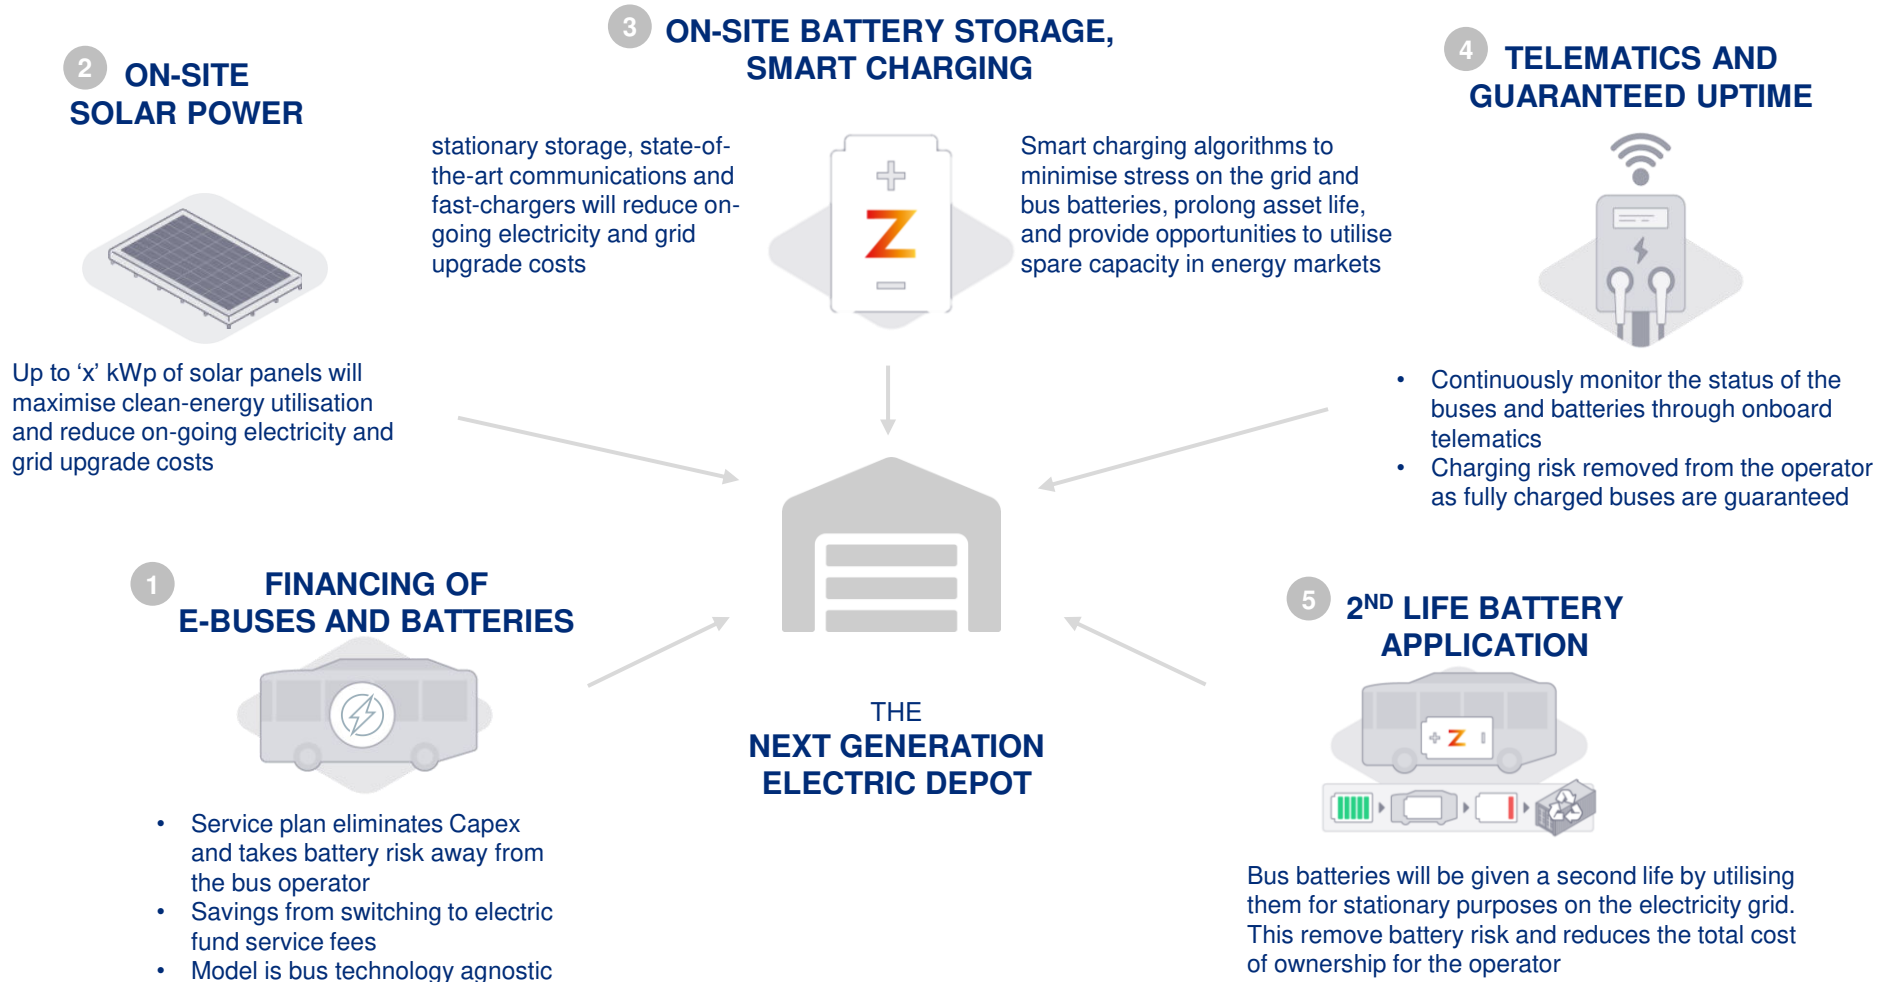 1
FINANCING OF
E-BUSES AND BATTERIES
• Service plan eliminates Capex
and takes battery risk away from
the bus operator
• Savings from switching to electric
fund service fees
• Model is bus technology agnostic
2
ON-SITE
SOLAR POWER
Up to ‘x’ kWp of solar panels will
maximise clean-energy utilisation
and reduce on-going electricity and
grid upgrade costs
3
ON-SITE BATTERY STORAGE,
SMART CHARGING
stationary storage, state-of-
the-art communications and
fast-chargers will reduce on-
going electricity and grid
upgrade costs
Z
Smart charging algorithms to
minimise stress on the grid and
bus batteries, prolong asset life,
and provide opportunities to utilise
spare capacity in energy markets
4
TELEMATICS AND
GUARANTEED UPTIME
• Continuously monitor the status of the
buses and batteries through onboard
telematics
• Charging risk removed from the operator
as fully charged buses are guaranteed
5
2ND LIFE BATTERY
APPLICATION
Z
Bus batteries will be given a second life by utilising
them for stationary purposes on the electricity grid.
This remove battery risk and reduces the total cost
of ownership for the operator
THE
NEXT GENERATION
ELECTRIC DEPOT